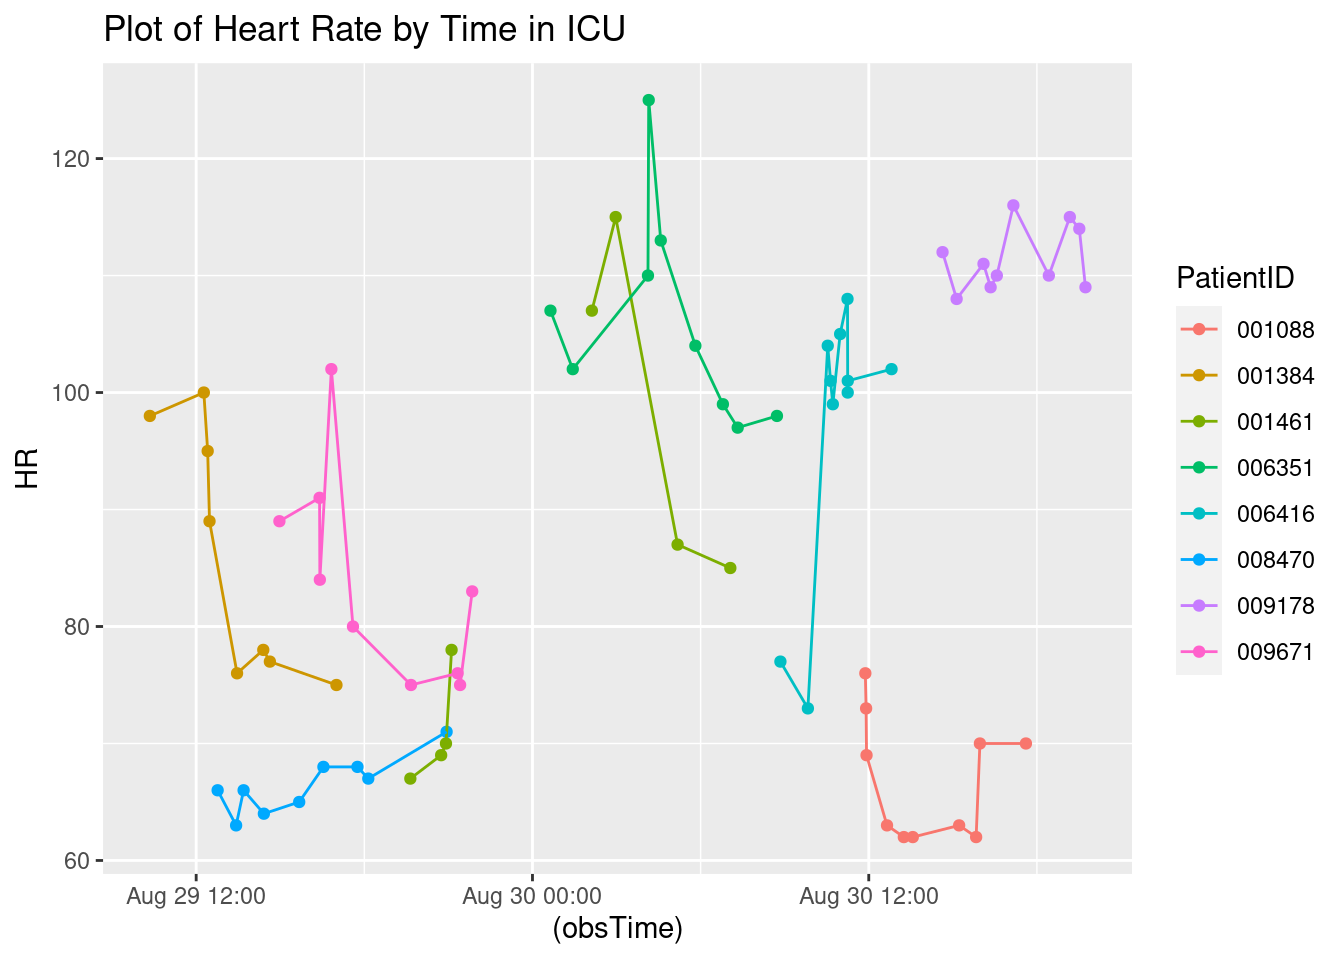 Plot of Heart Rate by Time in ICU
120
100
80
60
HR
Aug 29 12:00
Aug 30 00:00
Aug 30 12:00
(obsTime)
PatientID
001088
001384
001461
006351
006416
008470
009178
009671